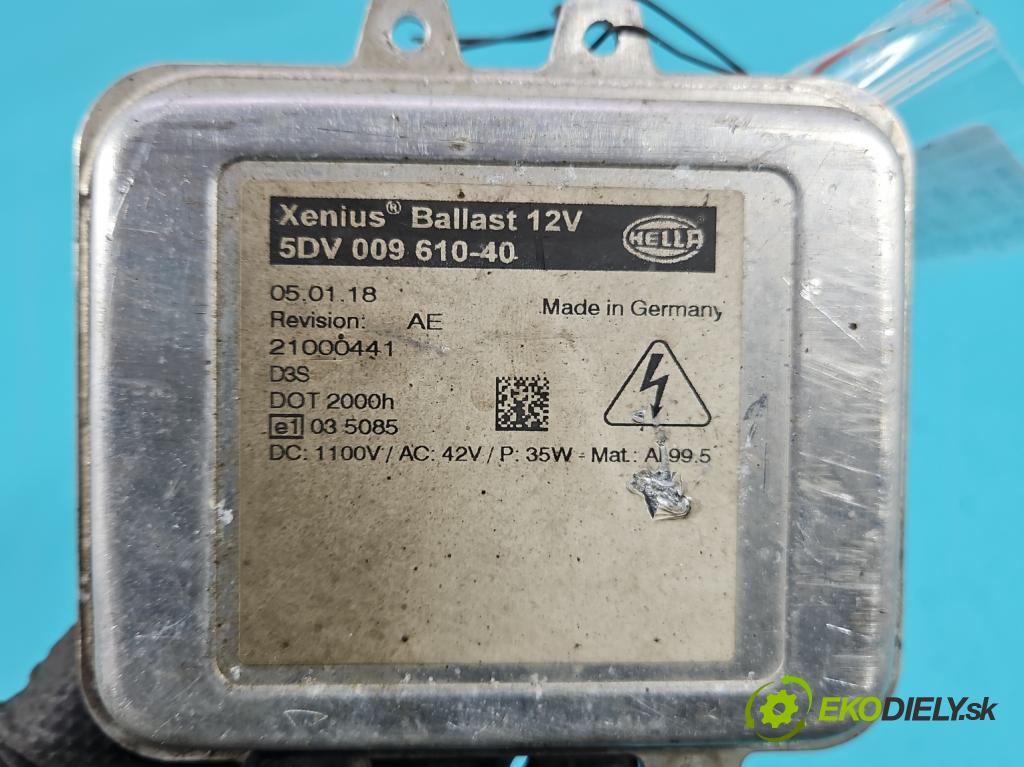 Xenius® Ballast 12V
5DV 009 610-40
HELLA
05.01.18
Made in Germany
Revision: AE
21000441
D3S
DOT 2000h
e1 03 5085
DC: 1100V / AC: 42V / P: 35W - Mat.: Al 99.5
EKODIELY.sk